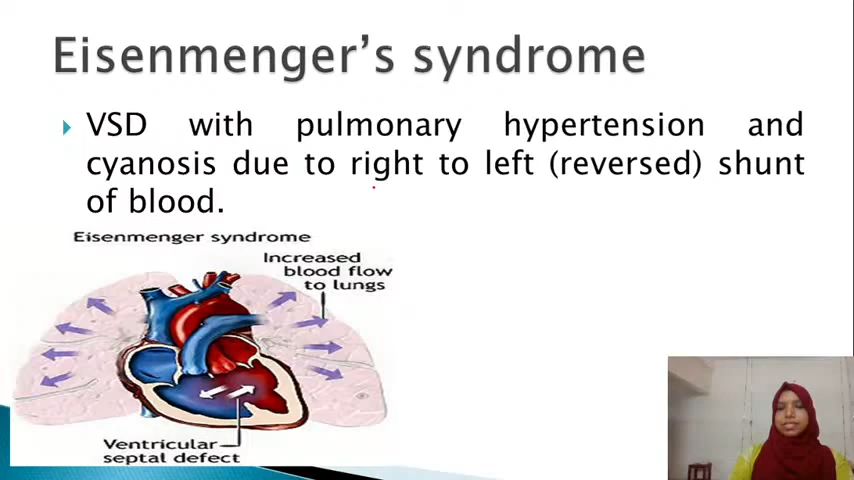 Eisenmenger's syndrome
VSD with pulmonary hypertension and
cyanosis due to right to left (reversed) shunt
of blood.
Eisenmenger syndrome
Increased
blood flow
to lungs
Ventricular
septal defect